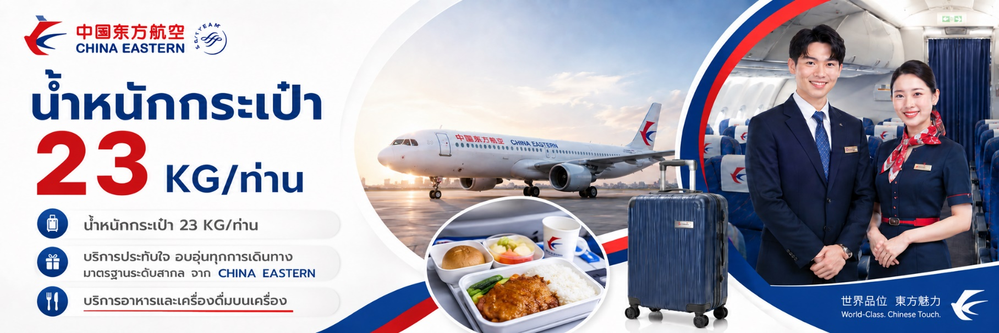 中国东方航空
CHINA EASTERN
SKYTEAM
น้ำหนักกระเป๋า
23 KG/ท่าน
น้ำหนักกระเป๋า 23 KG/ท่าน
บริการประทับใจ อบอุ่นทุกการเดินทาง
มาตรฐานระดับสากล จาก CHINA EASTERN
บริการอาหารและเครื่องดื่มบนเครื่อง
中国东方航空 CHINA EASTERN
世界品位 東方魅力
World-Class. Chinese Touch.